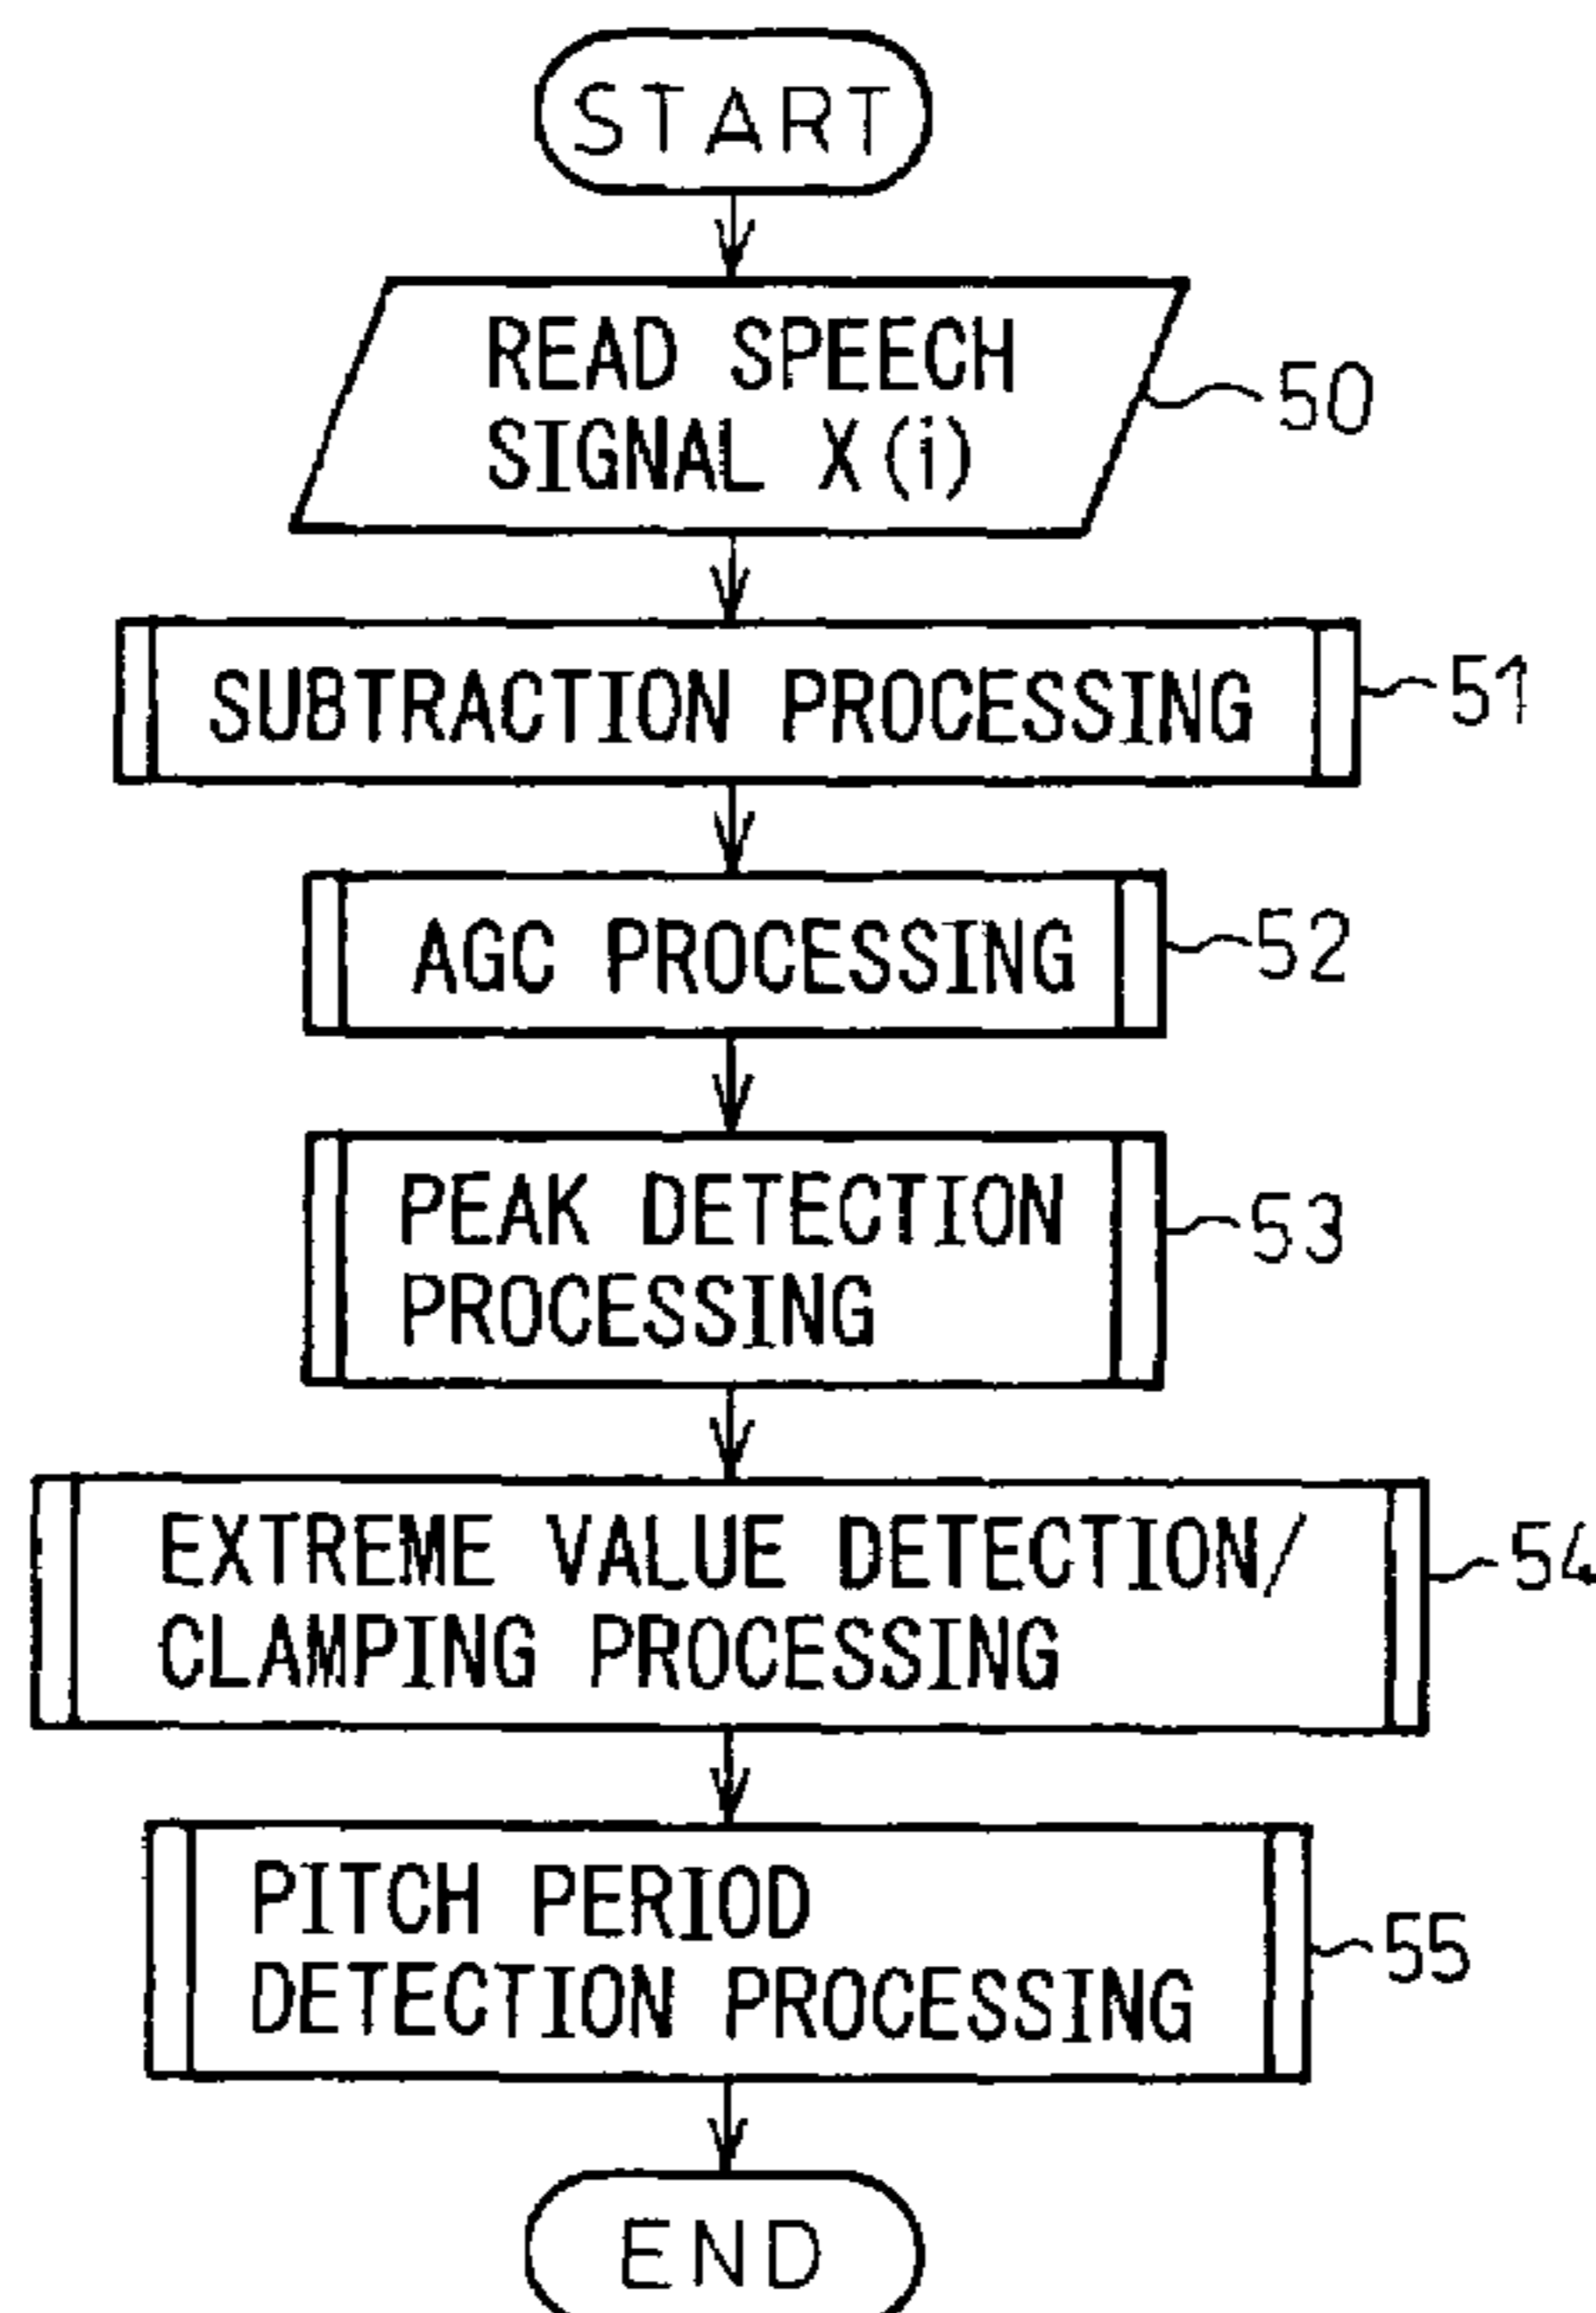 START
READ SPEECH
SIGNAL X(i)
50
SUBTRACTION PROCESSING
51
AGC PROCESSING
52
PEAK DETECTION
PROCESSING
53
EXTREME VALUE DETECTION/
CLAMPING PROCESSING
54
PITCH PERIOD
DETECTION PROCESSING
55
END